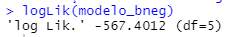 > logLik(modelo_bneg)
'log Lik.' -567.4012 (df=5)